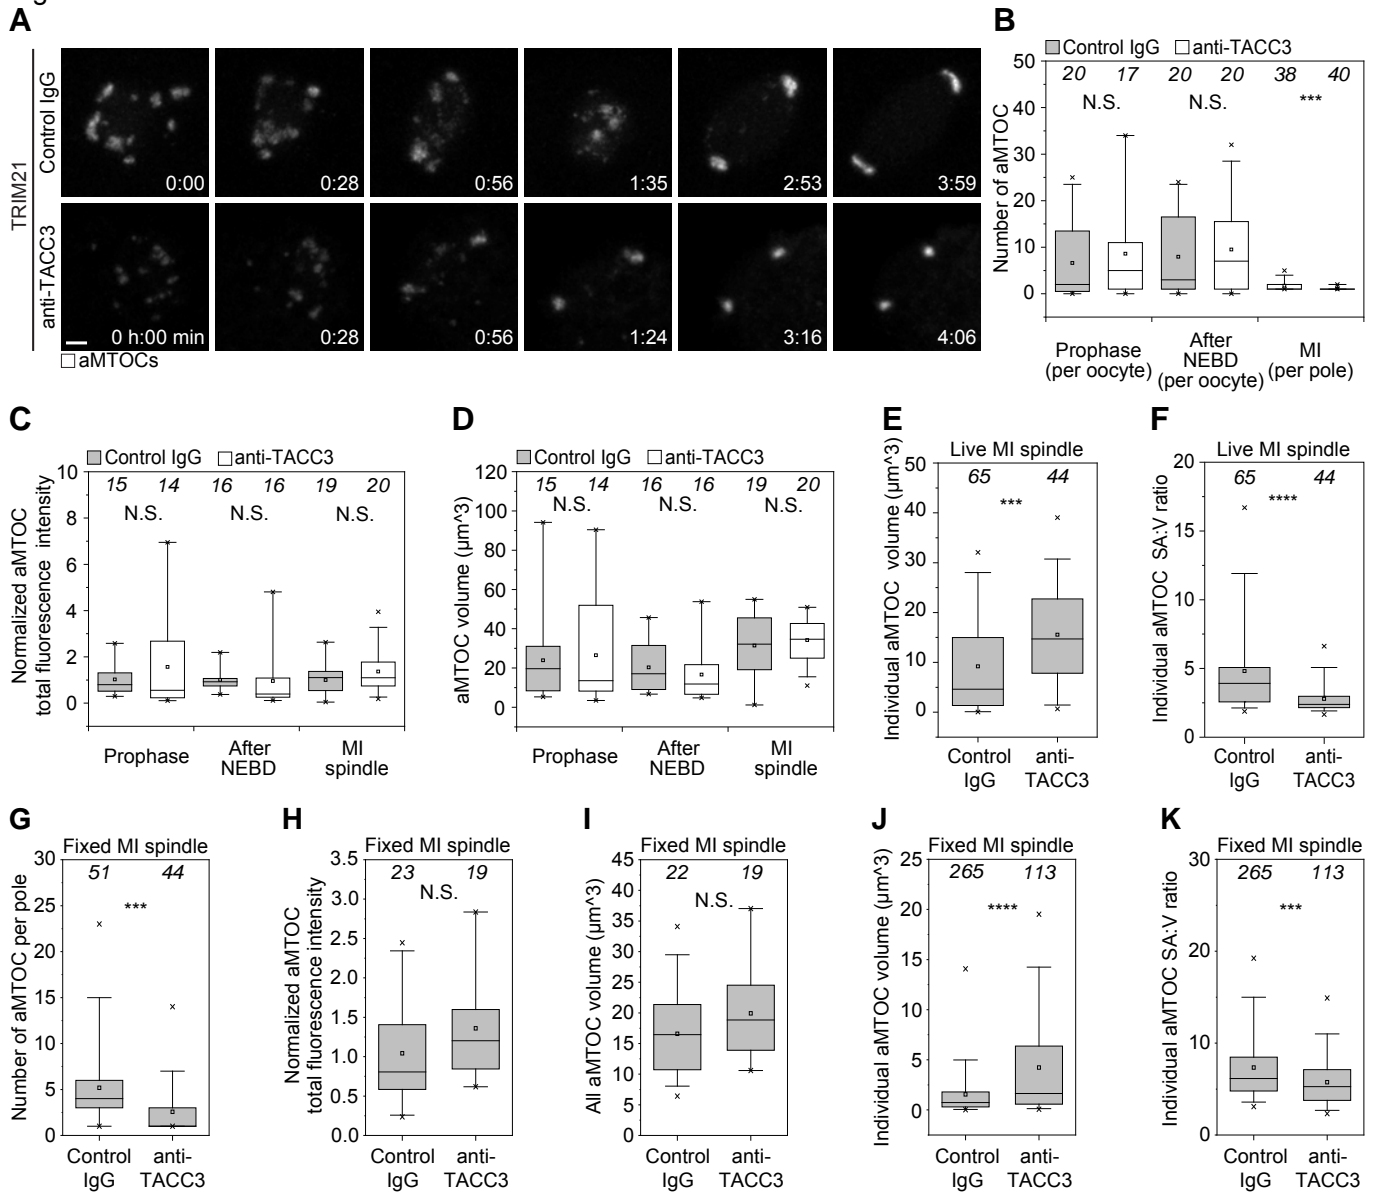 A
TRIM21
Control IgG
0:00
0:28
0:56
1:35
2:53
3:59
anti-TACC3
0 h:00 min
0:28
0:56
1:24
3:16
4:06
aMTOCs
B
Control IgG anti-TACC3
Number of aMTOC
50
40
30
20
10
0
20 17 20 20 38 40
N.S. N.S. ***
Prophase
(per oocyte)
After
NEBD
(per oocyte)
MI
(per pole)
C
Control IgG anti-TACC3
Normalized aMTOC
total fluorescence intensity
10
8
6
4
2
0
15 14 16 16 19 20
N.S. N.S. N.S.
Prophase
After
NEBD
MI
spindle
D
Control IgG anti-TACC3
aMTOC volume (µm^3)
120
100
80
60
40
20
0
15 14 16 16 19 20
N.S. N.S. N.S.
Prophase
After
NEBD
MI
spindle
E
Live MI spindle
Individual aMTOC volume (µm^3)
50
40
30
20
10
0
65 44
***
Control
IgG
anti-
TACC3
F
Live MI spindle
Individual aMTOC SA:V ratio
20
15
10
5
0
65 44
****
Control
IgG
anti-
TACC3
G
Fixed MI spindle
Number of aMTOC per pole
30
25
20
15
10
5
0
51 44
***
Control
IgG
anti-
TACC3
H
Fixed MI spindle
Normalized aMTOC
total fluorescence intensity
3.5
3.0
2.5
2.0
1.5
1.0
0.5
0.0
23 19
N.S.
Control
IgG
anti-
TACC3
I
Fixed MI spindle
All aMTOC volume (µm^3)
45
40
35
30
25
20
15
10
5
0
22 19
N.S.
Control
IgG
anti-
TACC3
J
Fixed MI spindle
Individual aMTOC volume (µm^3)
25
20
15
10
5
0
265 113
****
Control
IgG
anti-
TACC3
K
Fixed MI spindle
Individual aMTOC SA:V ratio
30
20
10
0
265 113
***
Control
IgG
anti-
TACC3